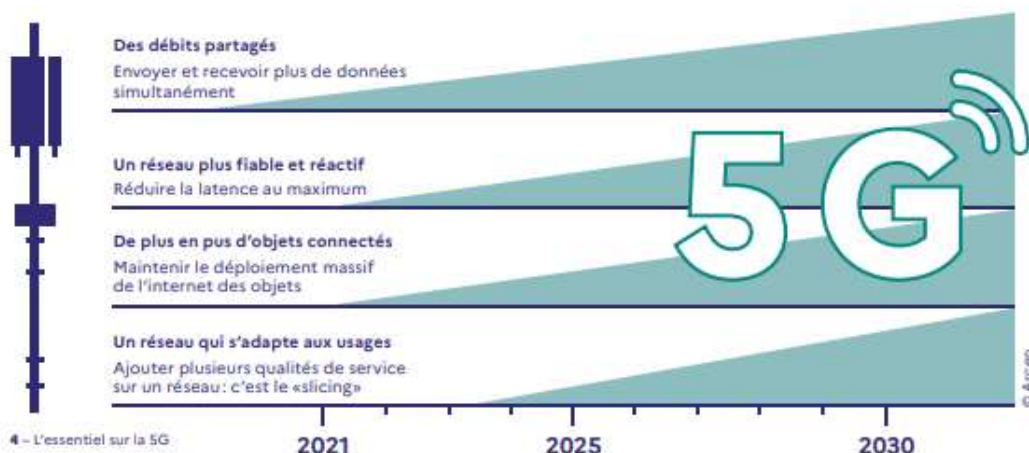 Des débits partagés
Envoyer et recevoir plus de données
simultanément
Un réseau plus fiable et réactif
Réduire la latence au maximum
5G
De plus en pus d'objets connectés
Maintenir le déploiement massif
de l'internet des objets
Un réseau qui s'adapte aux usages
Ajouter plusieurs qualités de service
sur un réseau: c'est le «slicing»
© Arcep
4 – L'essentiel sur la 5G
2021 2025 2030